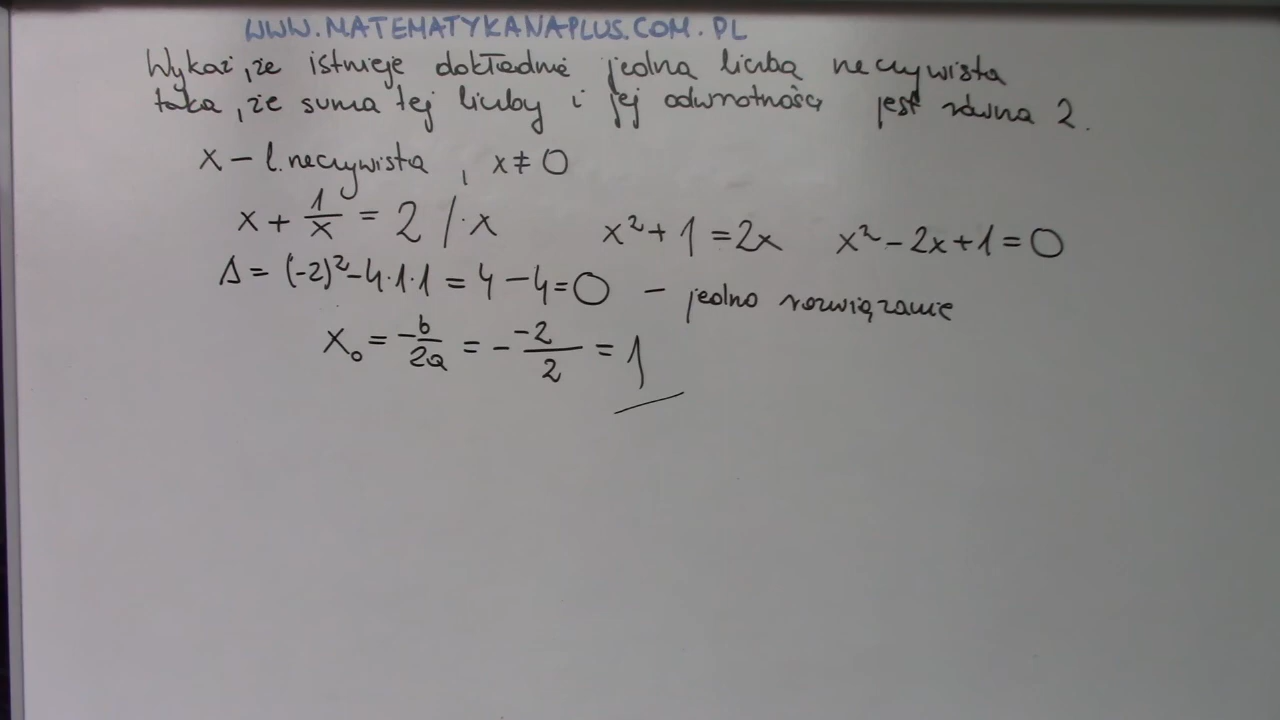 WWW.MATEMATYKANAPLUS.COM.PL
Wykaż, że istnieje dokładnie jedna liczba rzeczywista
taka, że suma tej liczby i jej odwrotności jest równa 2.
x – l. rzeczywista, x ≠ 0
x + 1/x = 2 /·x x² + 1 = 2x x² – 2x + 1 = 0
Δ = (-2)² – 4·1·1 = 4 – 4 = 0 – jedno rozwiązanie
x₀ = -b/2a = - -2/2 = 1